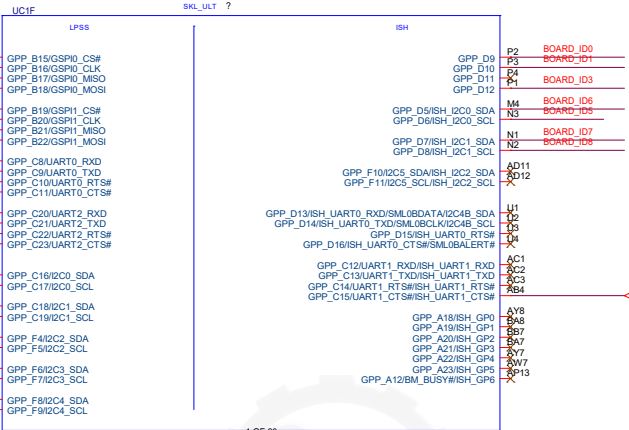 UC1F
SKL_ULT ?
LPSS
ISH
GPP_B15/GSPI0_CS#
GPP_B16/GSPI0_CLK
GPP_B17/GSPI0_MISO
GPP_B18/GSPI0_MOSI
GPP_B19/GSPI1_CS#
GPP_B20/GSPI1_CLK
GPP_B21/GSPI1_MISO
GPP_B22/GSPI1_MOSI
GPP_C8/UART0_RXD
GPP_C9/UART0_TXD
GPP_C10/UART0_RTS#
GPP_C11/UART0_CTS#
GPP_C20/UART2_RXD
GPP_C21/UART2_TXD
GPP_C22/UART2_RTS#
GPP_C23/UART2_CTS#
GPP_C16/I2C0_SDA
GPP_C17/I2C0_SCL
GPP_C18/I2C1_SDA
GPP_C19/I2C1_SCL
GPP_F4/I2C2_SDA
GPP_F5/I2C2_SCL
GPP_F6/I2C3_SDA
GPP_F7/I2C3_SCL
GPP_F8/I2C4_SDA
GPP_F9/I2C4_SCL
GPP_D9 P2 BOARD_ID0
GPP_D10 P3 BOARD_ID1
GPP_D11 P4
GPP_D12 P1 BOARD_ID3
GPP_D5/ISH_I2C0_SDA M4 BOARD_ID6
GPP_D6/ISH_I2C0_SCL N3 BOARD_ID5
GPP_D7/ISH_I2C1_SDA N1 BOARD_ID7
GPP_D8/ISH_I2C1_SCL N2 BOARD_ID8
GPP_F10/I2C5_SDA/ISH_I2C2_SDA AD11
GPP_F11/I2C5_SCL/ISH_I2C2_SCL AD12
GPP_D13/ISH_UART0_RXD/SML0BDATA/I2C4B_SDA U1
GPP_D14/ISH_UART0_TXD/SML0BCLK/I2C4B_SCL U2
GPP_D15/ISH_UART0_RTS# U3
GPP_D16/ISH_UART0_CTS#/SML0BALERT# U4
GPP_C12/UART1_RXD/ISH_UART1_RXD AC1
GPP_C13/UART1_TXD/ISH_UART1_TXD AC2
GPP_C14/UART1_RTS#/ISH_UART1_RTS# AC3
GPP_C15/UART1_CTS#/ISH_UART1_CTS# AB4
GPP_A18/ISH_GP0 AY8
GPP_A19/ISH_GP1 BA8
GPP_A20/ISH_GP2 BB7
GPP_A21/ISH_GP3 BA7
GPP_A22/ISH_GP4 AY7
GPP_A23/ISH_GP5 AW7
GPP_A12/BM_BUSY#/ISH_GP6 AP13